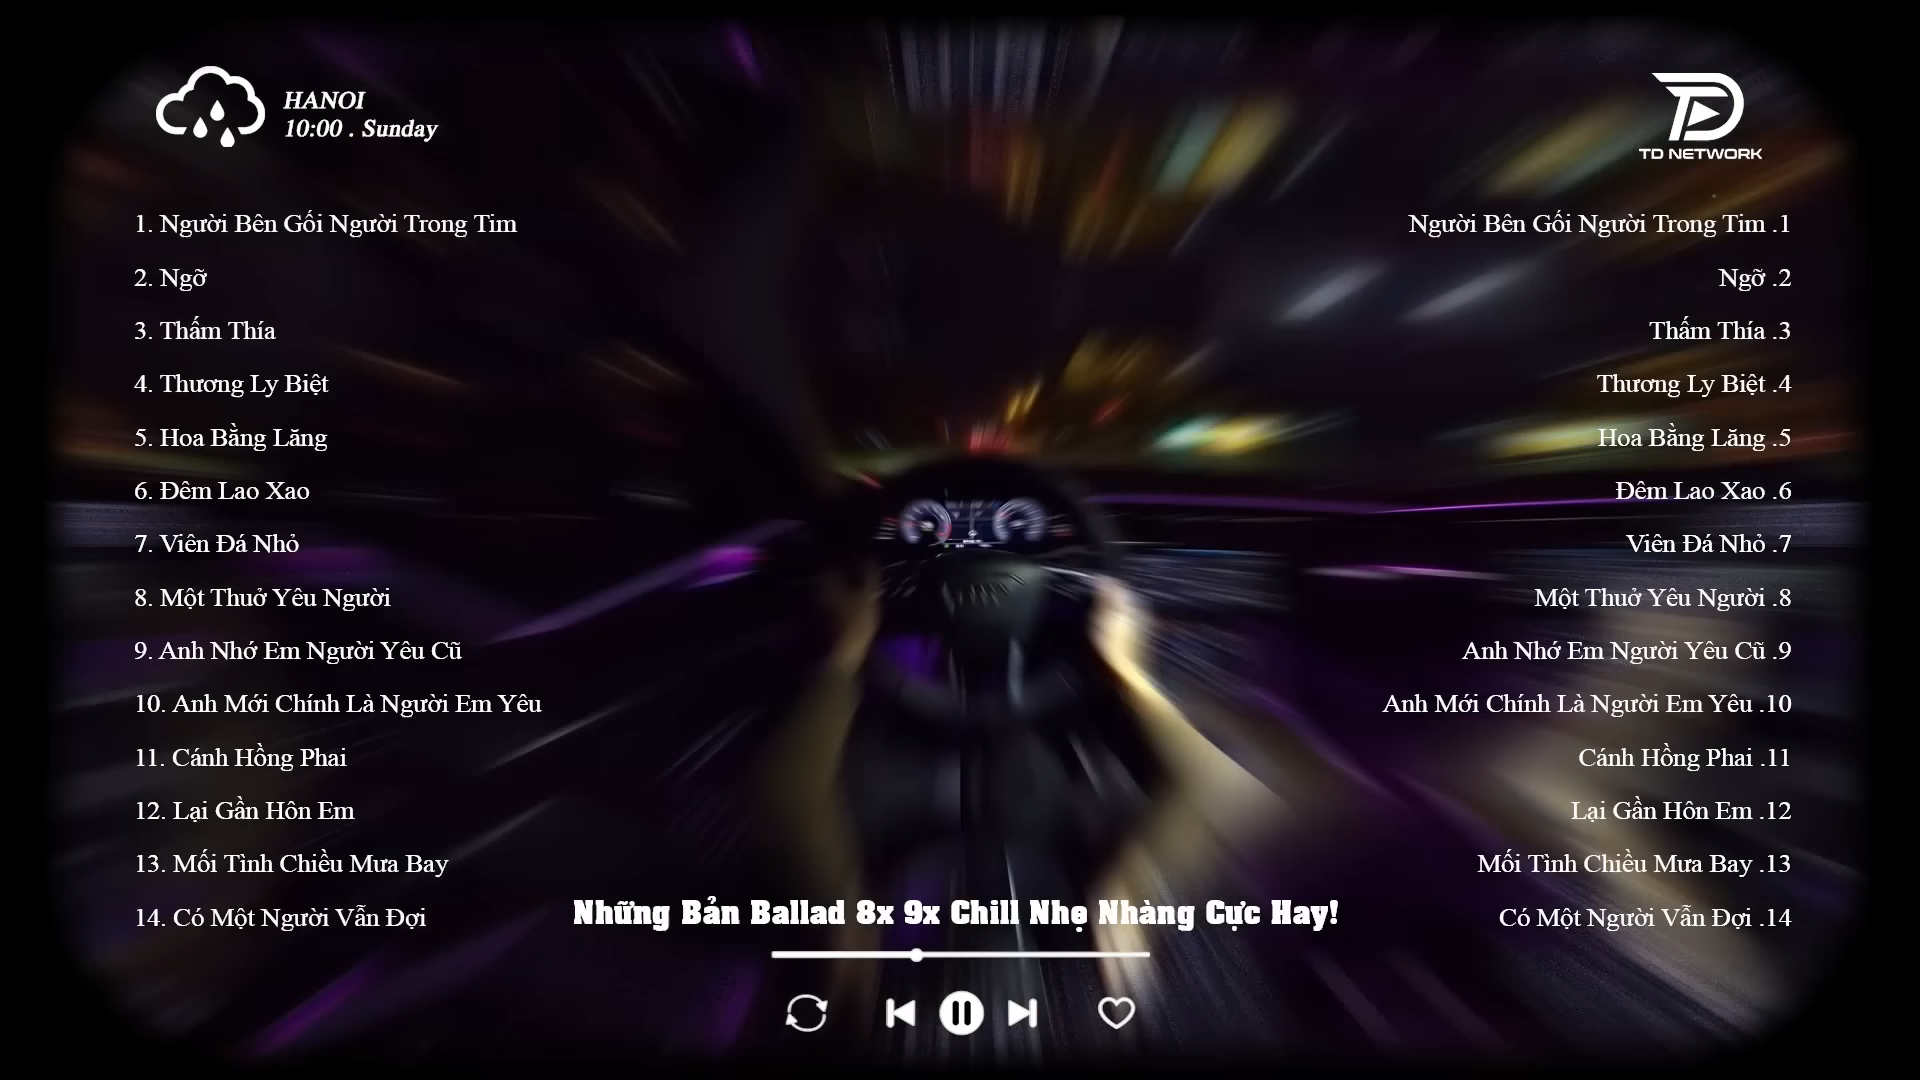 HANOI
10:00 . Sunday
TD NETWORK
1. Người Bên Gối Người Trong Tim
2. Ngỡ
3. Thấm Thía
4. Thương Ly Biệt
5. Hoa Bằng Lăng
6. Đêm Lao Xao
7. Viên Đá Nhỏ
8. Một Thuở Yêu Người
9. Anh Nhớ Em Người Yêu Cũ
10. Anh Mới Chính Là Người Em Yêu
11. Cánh Hồng Phai
12. Lại Gần Hôn Em
13. Mối Tình Chiều Mưa Bay
14. Có Một Người Vẫn Đợi
Người Bên Gối Người Trong Tim .1
Ngỡ .2
Thấm Thía .3
Thương Ly Biệt .4
Hoa Bằng Lăng .5
Đêm Lao Xao .6
Viên Đá Nhỏ .7
Một Thuở Yêu Người .8
Anh Nhớ Em Người Yêu Cũ .9
Anh Mới Chính Là Người Em Yêu .10
Cánh Hồng Phai .11
Lại Gần Hôn Em .12
Mối Tình Chiều Mưa Bay .13
Có Một Người Vẫn Đợi .14
Những Bản Ballad 8x 9x Chill Nhẹ Nhàng Cực Hay!